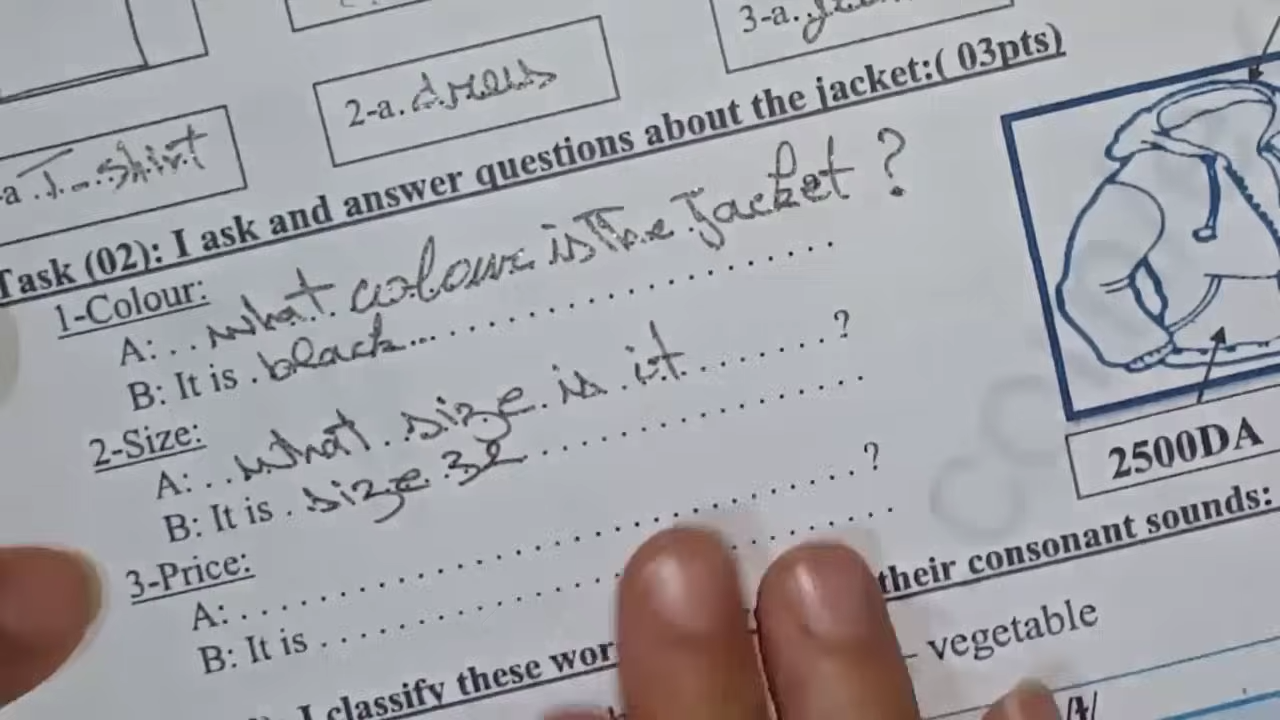 3-a.
2-a. dress
-a T-shirt
Task (02): I ask and answer questions about the jacket:( 03pts)
1-Colour:
A: .. what colour is the Jacket ?
B: It is . black ...
2-Size:
A: .. what . size . is . it ?
B: It is . size 32
3-Price:
A: ?
B: It is
2500DA
I classify these wor their consonant sounds:
– vegetable